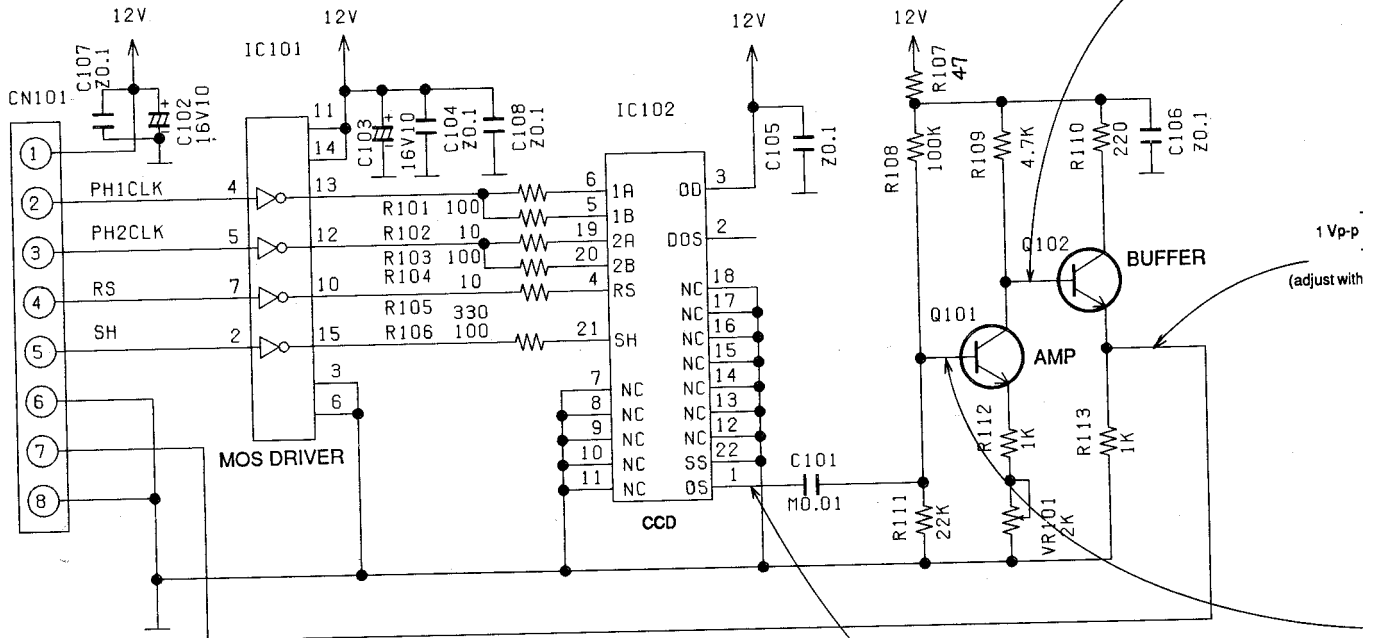 12V
12V
12V
12V
C107
Z0.1
IC101
R107
47
CN101
+
C102
16V10
11
14
C103
+
16V10
C104
Z0.1
C108
Z0.1
IC102
C105
Z0.1
R108
100K
R109
4.7K
R110
220
C106
Z0.1
1
2
PH1CLK
4
13
R101 100
6
1A
OD
3
5
1B
3
PH2CLK
5
12
R102 10
19
2A
DOS
2
R103 100
20
2B
Q102
BUFFER
1 Vp-p
(adjust with
4
RS
7
10
R104 10
4
RS
NC
18
NC
17
R105 330
Q101
5
SH
2
15
R106 100
21
SH
NC
16
NC
15
AMP
3
6
6
7
NC
NC
14
8
NC
NC
13
9
NC
NC
12
R112
1K
R113
1K
7
MOS DRIVER
10
NC
SS
22
C101
11
NC
OS
1
M0.01
8
CCD
R111
22K
VR101
2K